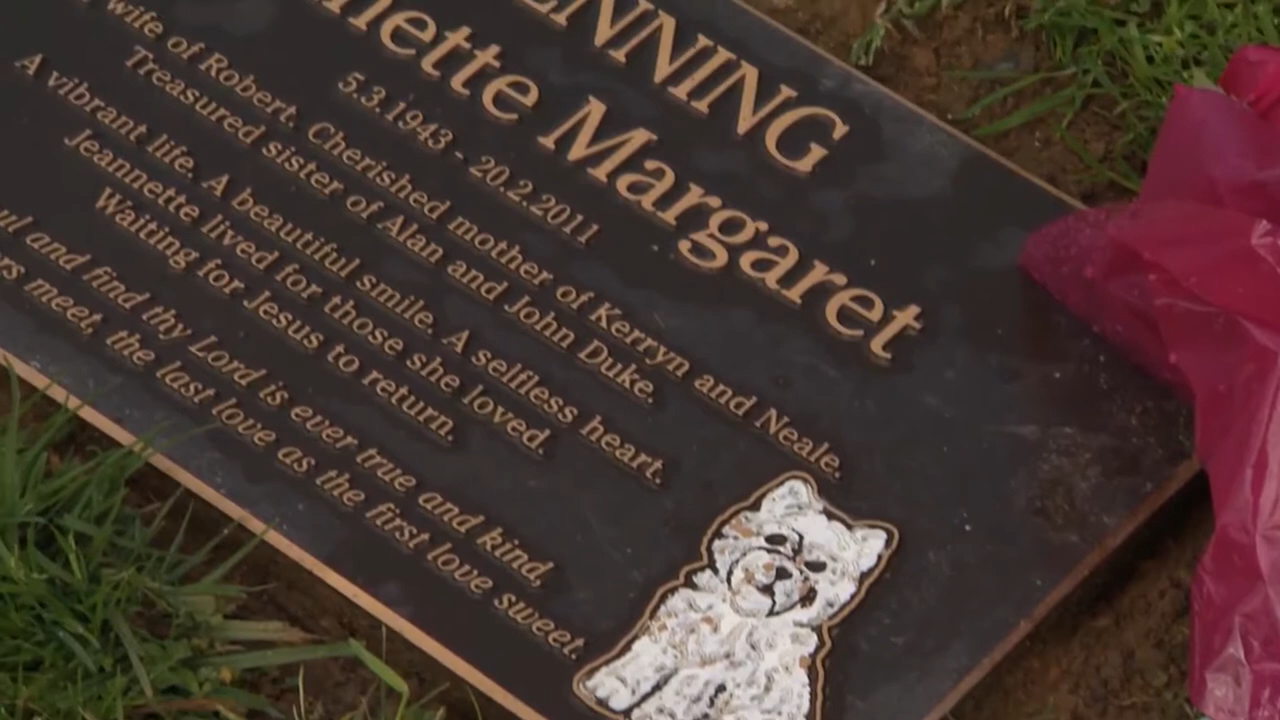 ENNING
nette Margaret
5.3.1943 - 20.2.2011
wife of Robert. Cherished mother of Kerryn and Neale.
Treasured sister of Alan and John Duke.
A vibrant life. A beautiful smile. A selfless heart.
Jeannette lived for those she loved.
Waiting for Jesus to return.
ul and find thy Lord is ever true and kind,
rs meet, the last love as the first love sweet.